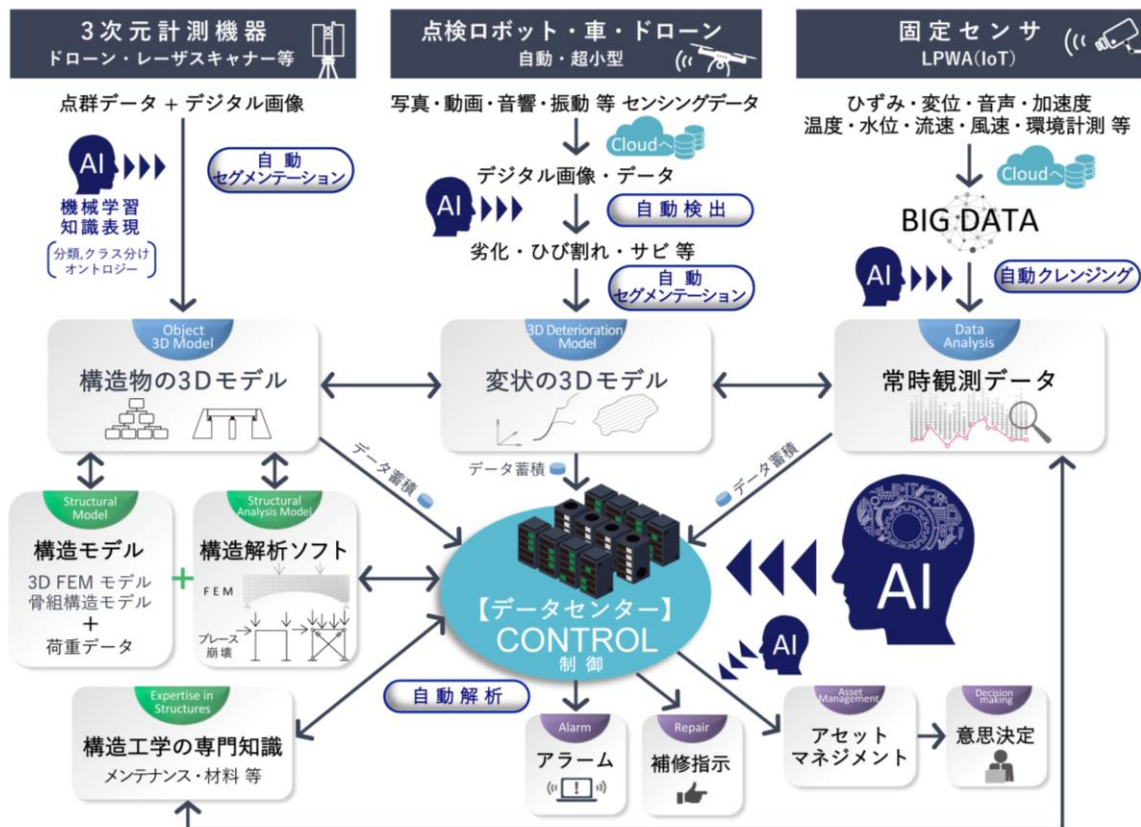 3次元計測機器
ドローン・レーザスキャナー等
点検ロボット・車・ドローン
自動・超小型
固定センサ
LPWA(IoT)
点群データ + デジタル画像
AI
自動
セグメンテーション
機械学習
知識表現
分類,クラス分け
オントロジー
写真・動画・音響・振動 等 センシングデータ
Cloudへ
デジタル画像・データ
AI
自動検出
劣化・ひび割れ・サビ 等
自動
セグメンテーション
ひずみ・変位・音声・加速度
温度・水位・流速・風速・環境計測 等
Cloudへ
BIG DATA
AI
自動クレンジング
Object
3D Model
構造物の3Dモデル
3D Deterioration
Model
変状の3Dモデル
Data
Analysis
常時観測データ
データ蓄積
データ蓄積
データ蓄積
Structural
Model
構造モデル
3D FEM モデル
骨組構造モデル
+
荷重データ
+
Structural
Analysis Model
構造解析ソフト
FEM
ブレース
崩壊
【データセンター】
CONTROL
制御
AI
AI
自動解析
Expertise in
Structures
構造工学の専門知識
メンテナンス・材料 等
Alarm
アラーム
!
Repair
補修指示
Asset
Management
アセット
マネジメント
Decision
making
意思決定